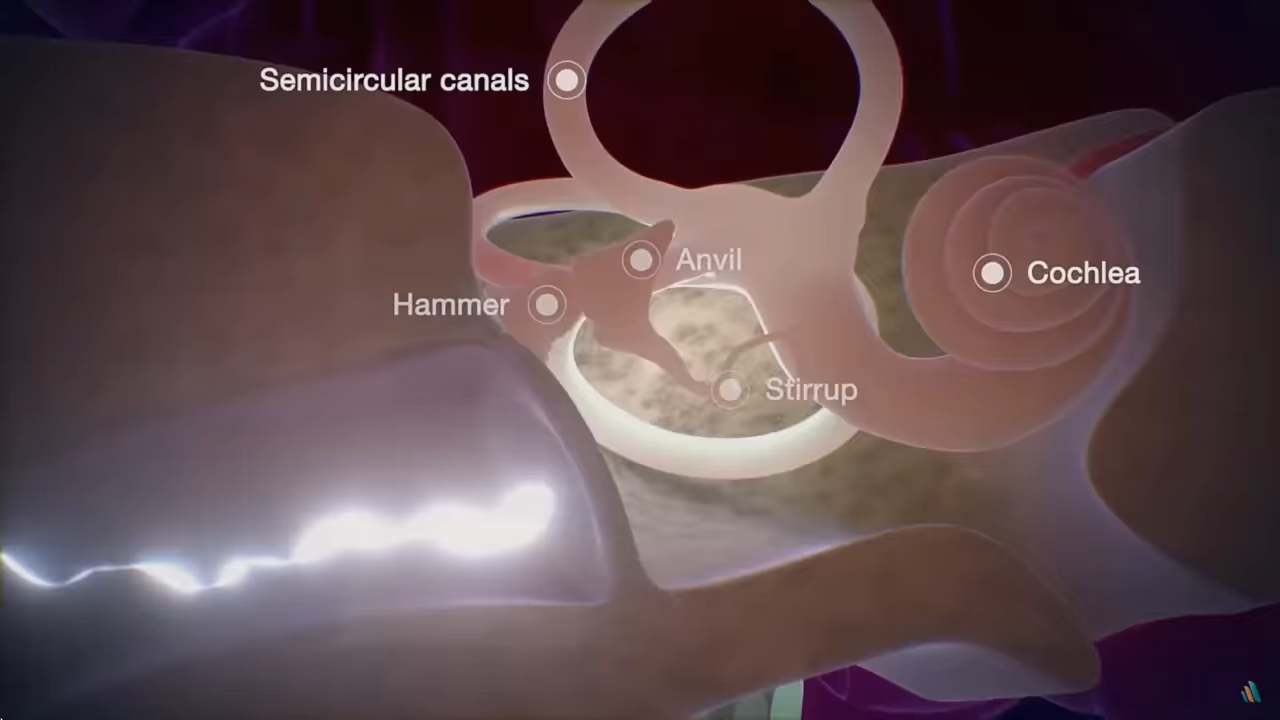 Semicircular canals
Anvil
Cochlea
Hammer
Stirrup